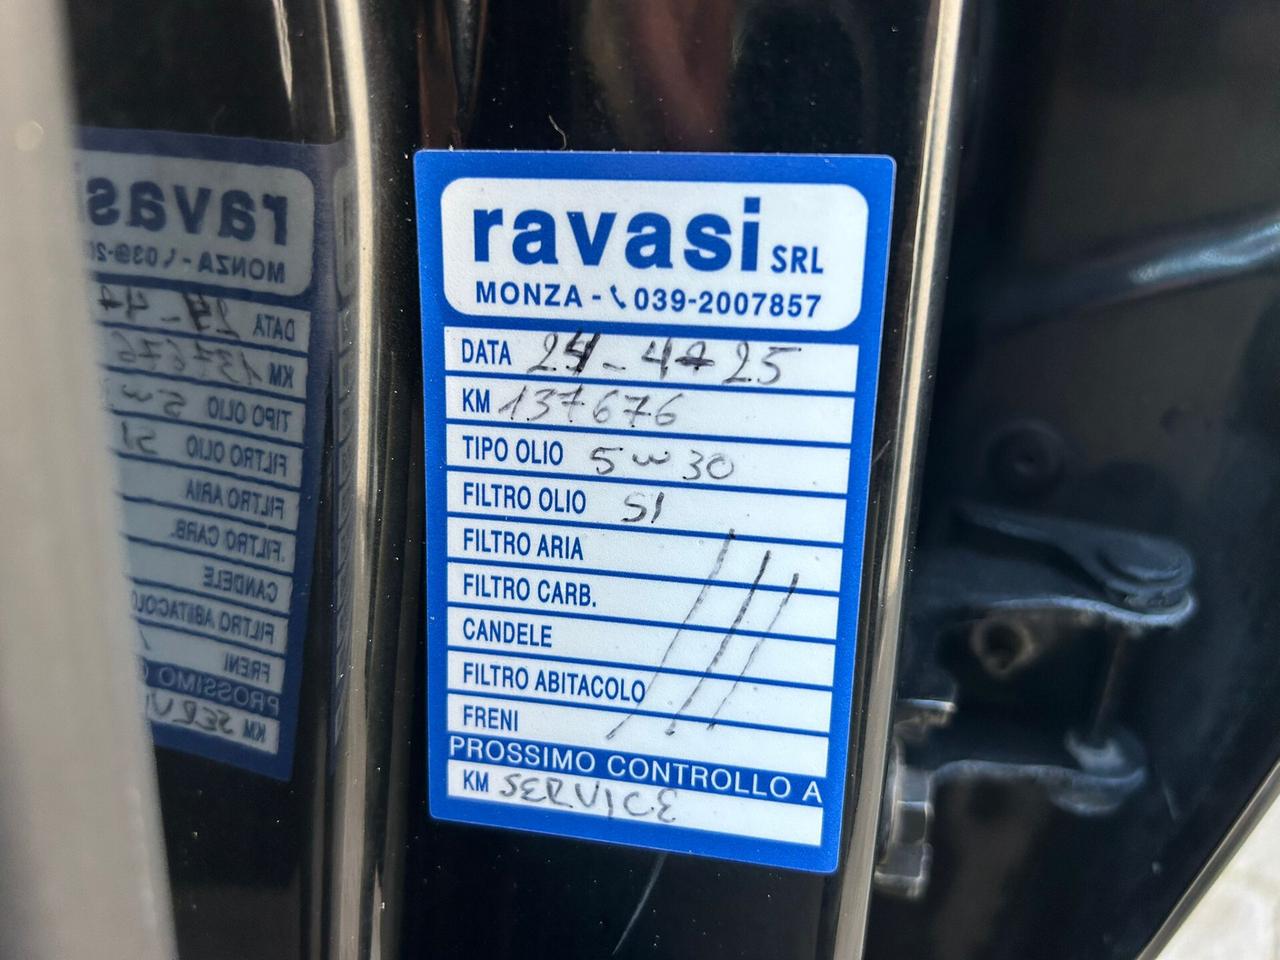 ravasi SRL
MONZA - 039-2007857
DATA 24-4-25
KM 137676
TIPO OLIO 5w30
FILTRO OLIO SI
FILTRO ARIA
FILTRO CARB.
CANDELE
FILTRO ABITACOLO
FRENI
PROSSIMO CONTROLLO A
KM SERVICE